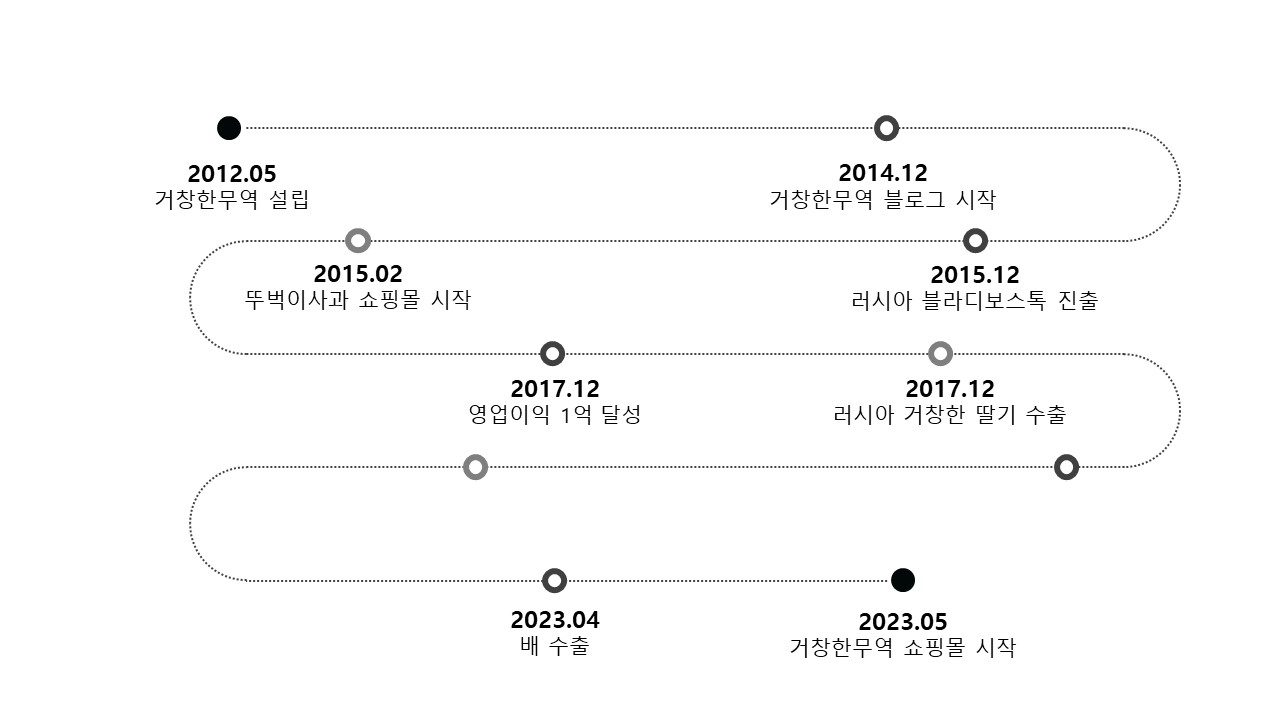 2012.05
거창한무역 설립
2014.12
거창한무역 블로그 시작
2015.02
뚜벅이사과 쇼핑몰 시작
2015.12
러시아 블라디보스톡 진출
2017.12
영업이익 1억 달성
2017.12
러시아 거창한 딸기 수출
2023.04
배 수출
2023.05
거창한무역 쇼핑몰 시작